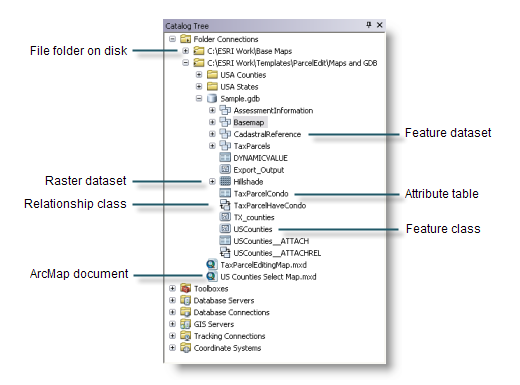 Catalog Tree
Folder Connections
File folder on disk
C:\ESRI Work\Base Maps
C:\ESRI Work\Templates\ParcelEdit\Maps and GDB
USA Counties
USA States
Sample.gdb
AssessmentInformation
Basemap
CadastralReference
Feature dataset
TaxParcels
DYNAMICVALUE
Export_Output
Raster dataset
Hillshade
TaxParcelCondo
Attribute table
Relationship class
TaxParcelHaveCondo
TX_counties
USCounties
Feature class
USCounties__ATTACH
USCounties__ATTACHREL
TaxParcelEditingMap.mxd
ArcMap document
US Counties Select Map.mxd
Toolboxes
Database Servers
Database Connections
GIS Servers
Tracking Connections
Coordinate Systems